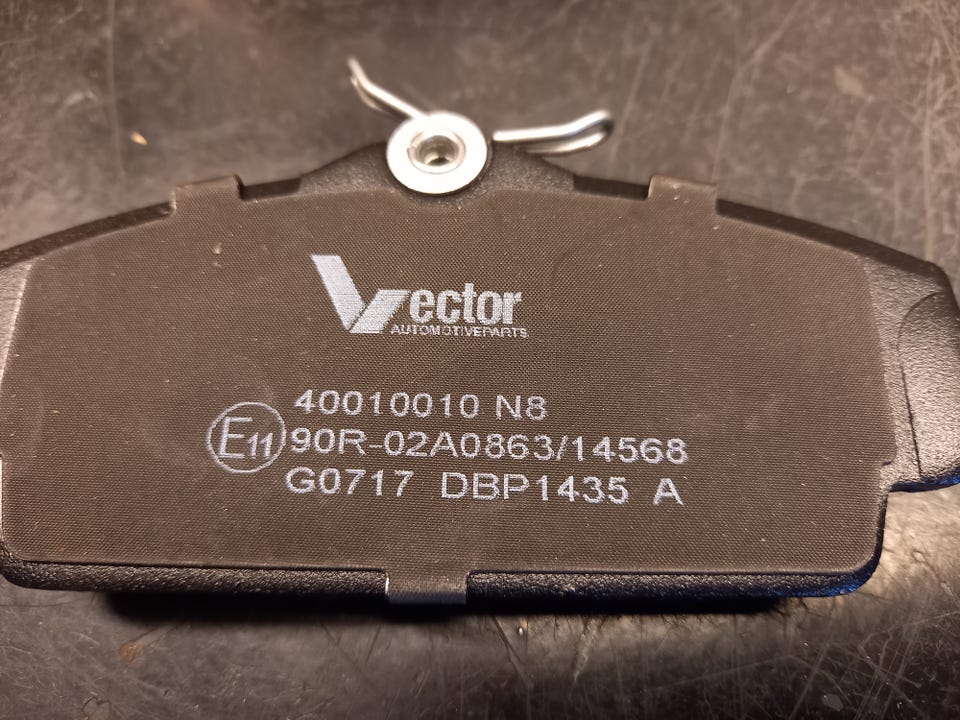 Vector
AUTOMOTIVEPARTS
40010010 N8
E11 90R-02A0863/14568
G0717 DBP1435 A